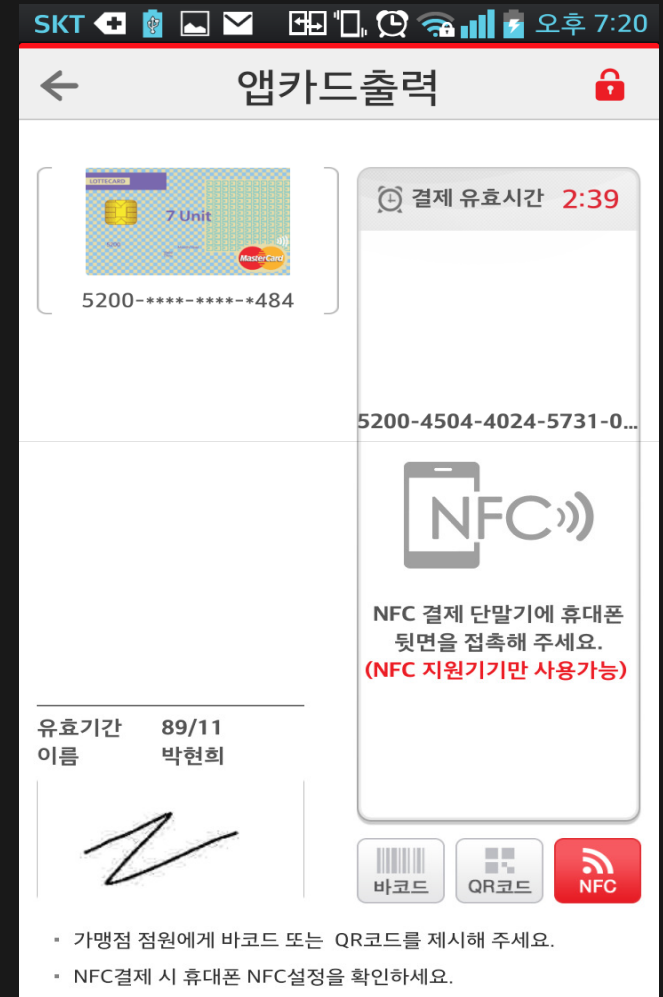 SKT 오후 7:20
앱카드출력
LOTTECARD
7 Unit
5200
MasterCard
5200-****-****-*484
결제 유효시간 2:39
5200-4504-4024-5731-0...
NFC
NFC 결제 단말기에 휴대폰
뒷면을 접촉해 주세요.
(NFC 지원기기만 사용가능)
유효기간 89/11
이름 박현희
바코드
QR코드
NFC
가맹점 점원에게 바코드 또는 QR코드를 제시해 주세요.
NFC결제 시 휴대폰 NFC설정을 확인하세요.